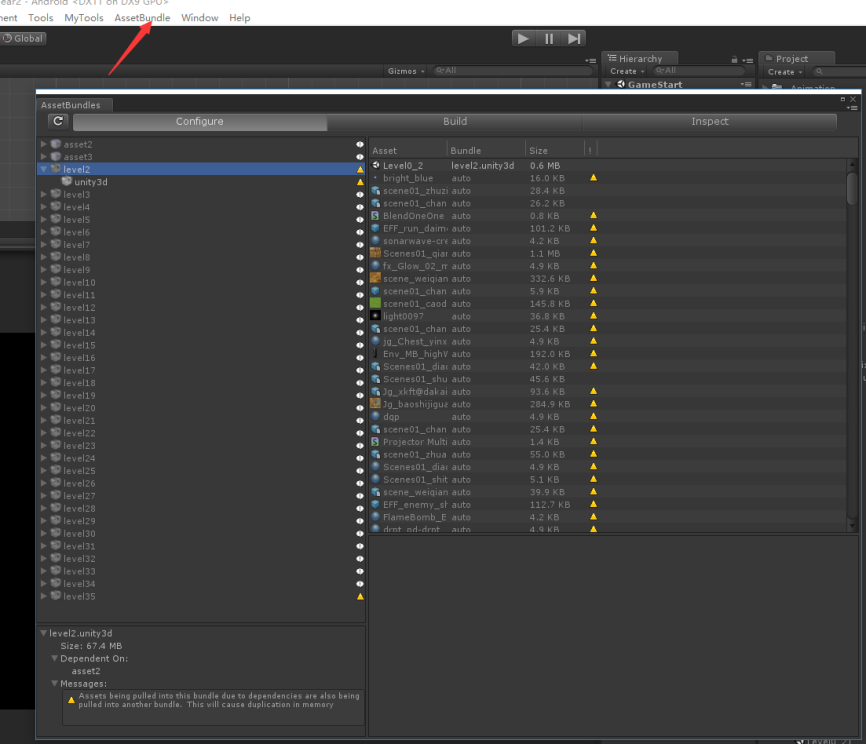 ear2 - Android <DX11 on DX9 GPU>
nent Tools MyTools AssetBundle Window Help
Global
Gizmos All
Hierarchy
Create All
GameStart
Project
Create
Animation
AssetBundles
Configure Build Inspect
asset2
asset3
level2
unity3d
level3
level4
level5
level6
level7
level8
level9
level10
level11
level12
level13
level14
level15
level16
level17
level18
level19
level20
level21
level22
level23
level24
level25
level26
level27
level28
level29
level30
level31
level32
level33
level34
level35
Asset Bundle Size !
Level0_2 level2.unity3d 0.6 MB
bright_blue auto 16.0 KB
scene01_zhuzi auto 28.4 KB
scene01_chan auto 26.2 KB
BlendOneOne auto 0.8 KB
EFF_run_daim auto 101.2 KB
sonarwave-cre auto 4.2 KB
Scenes01_qiar auto 1.1 MB
fx_Glow_02_m auto 4.9 KB
scene_weiqian auto 332.6 KB
scene01_chan auto 5.9 KB
scene01_caod auto 145.8 KB
light0097 auto 36.8 KB
scene01_chan auto 25.4 KB
jg_Chest_yinx auto 4.9 KB
Env_MB_highV auto 192.0 KB
Scenes01_diao auto 42.0 KB
Scenes01_shu auto 45.6 KB
Jg_xkft@dakai auto 93.6 KB
Jg_baoshijigua auto 284.9 KB
dqp auto 4.9 KB
scene01_chan auto 25.4 KB
Projector Multi auto 1.4 KB
scene01_zhua auto 55.0 KB
Scenes01_diao auto 4.9 KB
Scenes01_shit auto 5.1 KB
scene_weiqian auto 39.9 KB
EFF_enemy_sh auto 112.7 KB
FlameBomb_E auto 4.2 KB
drpt_pd-drpt auto 4.9 KB
level2.unity3d
Size: 67.4 MB
Dependent On:
asset2
Messages:
Assets being pulled into this bundle due to dependencies are also being
pulled into another bundle. This will cause duplication in memory